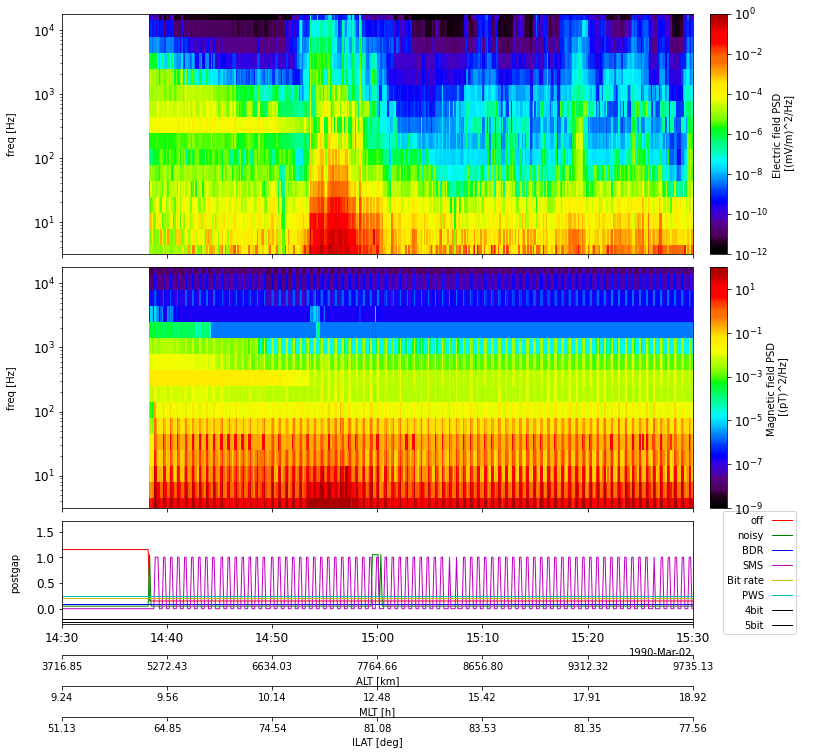 10^4
10^3
10^2
10^1
freq [Hz]
10^0
10^−2
10^−4
10^−6
10^−8
10^−10
10^−12
Electric field PSD
[(mV/m)^2/Hz]
10^4
10^3
10^2
10^1
freq [Hz]
10^1
10^−1
10^−3
10^−5
10^−7
10^−9
Magnetic field PSD
[(pT)^2/Hz]
1.5
1.0
0.5
0.0
postgap
off
noisy
BDR
SMS
Bit rate
PWS
4bit
5bit
14:30 14:40 14:50 15:00 15:10 15:20 15:30
1990-Mar-02
3716.85 5272.43 6634.03 7764.66 8656.80 9312.32 9735.13
ALT [km]
9.24 9.56 10.14 12.48 15.42 17.91 18.92
MLT [h]
51.13 64.85 74.54 81.08 83.53 81.35 77.56
ILAT [deg]